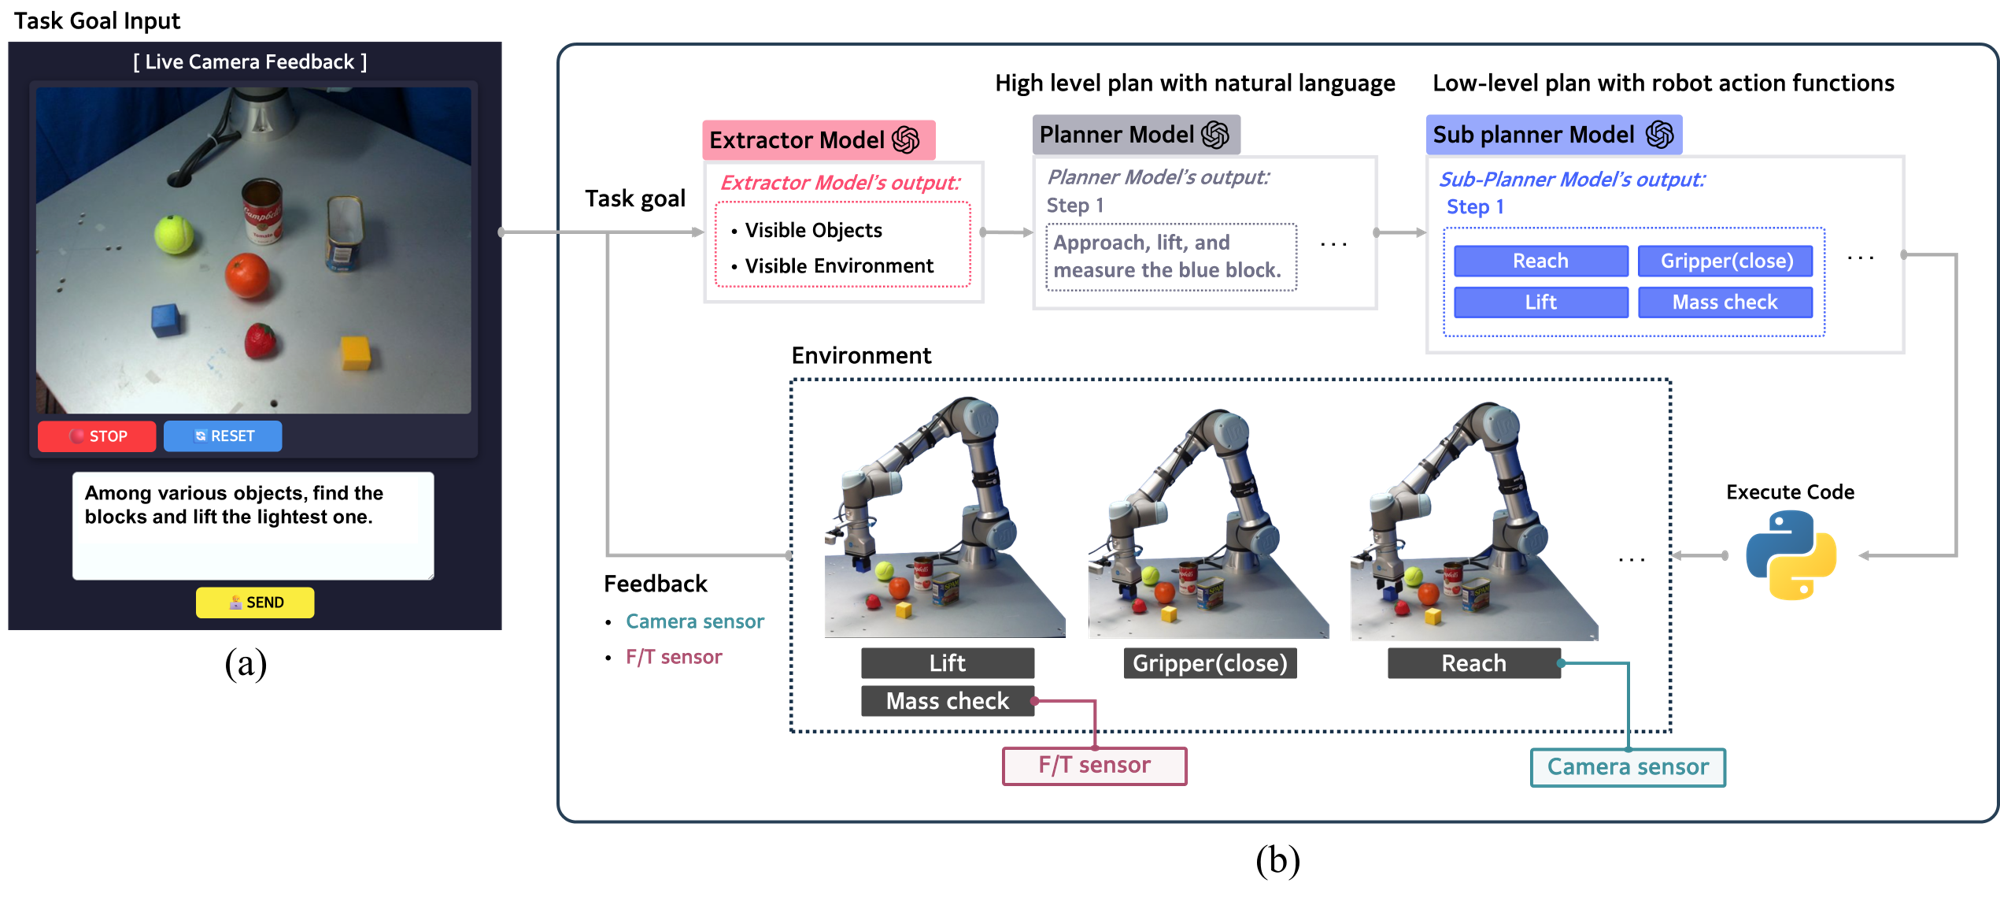 Task Goal Input
[ Live Camera Feedback ]
Campbell's
STOP
RESET
Among various objects, find the
blocks and lift the lightest one.
SEND
(a)
High level plan with natural language
Low-level plan with robot action functions
Extractor Model
Planner Model
Sub planner Model
Task goal
Extractor Model's output:
• Visible Objects
• Visible Environment
Planner Model's output:
Step 1
Approach, lift, and
measure the blue block.
...
Sub-Planner Model's output:
Step 1
Reach
Gripper(close)
Lift
Mass check
...
Environment
Execute Code
...
Feedback
• Camera sensor
• F/T sensor
Lift
Mass check
Gripper(close)
Reach
F/T sensor
Camera sensor
(b)